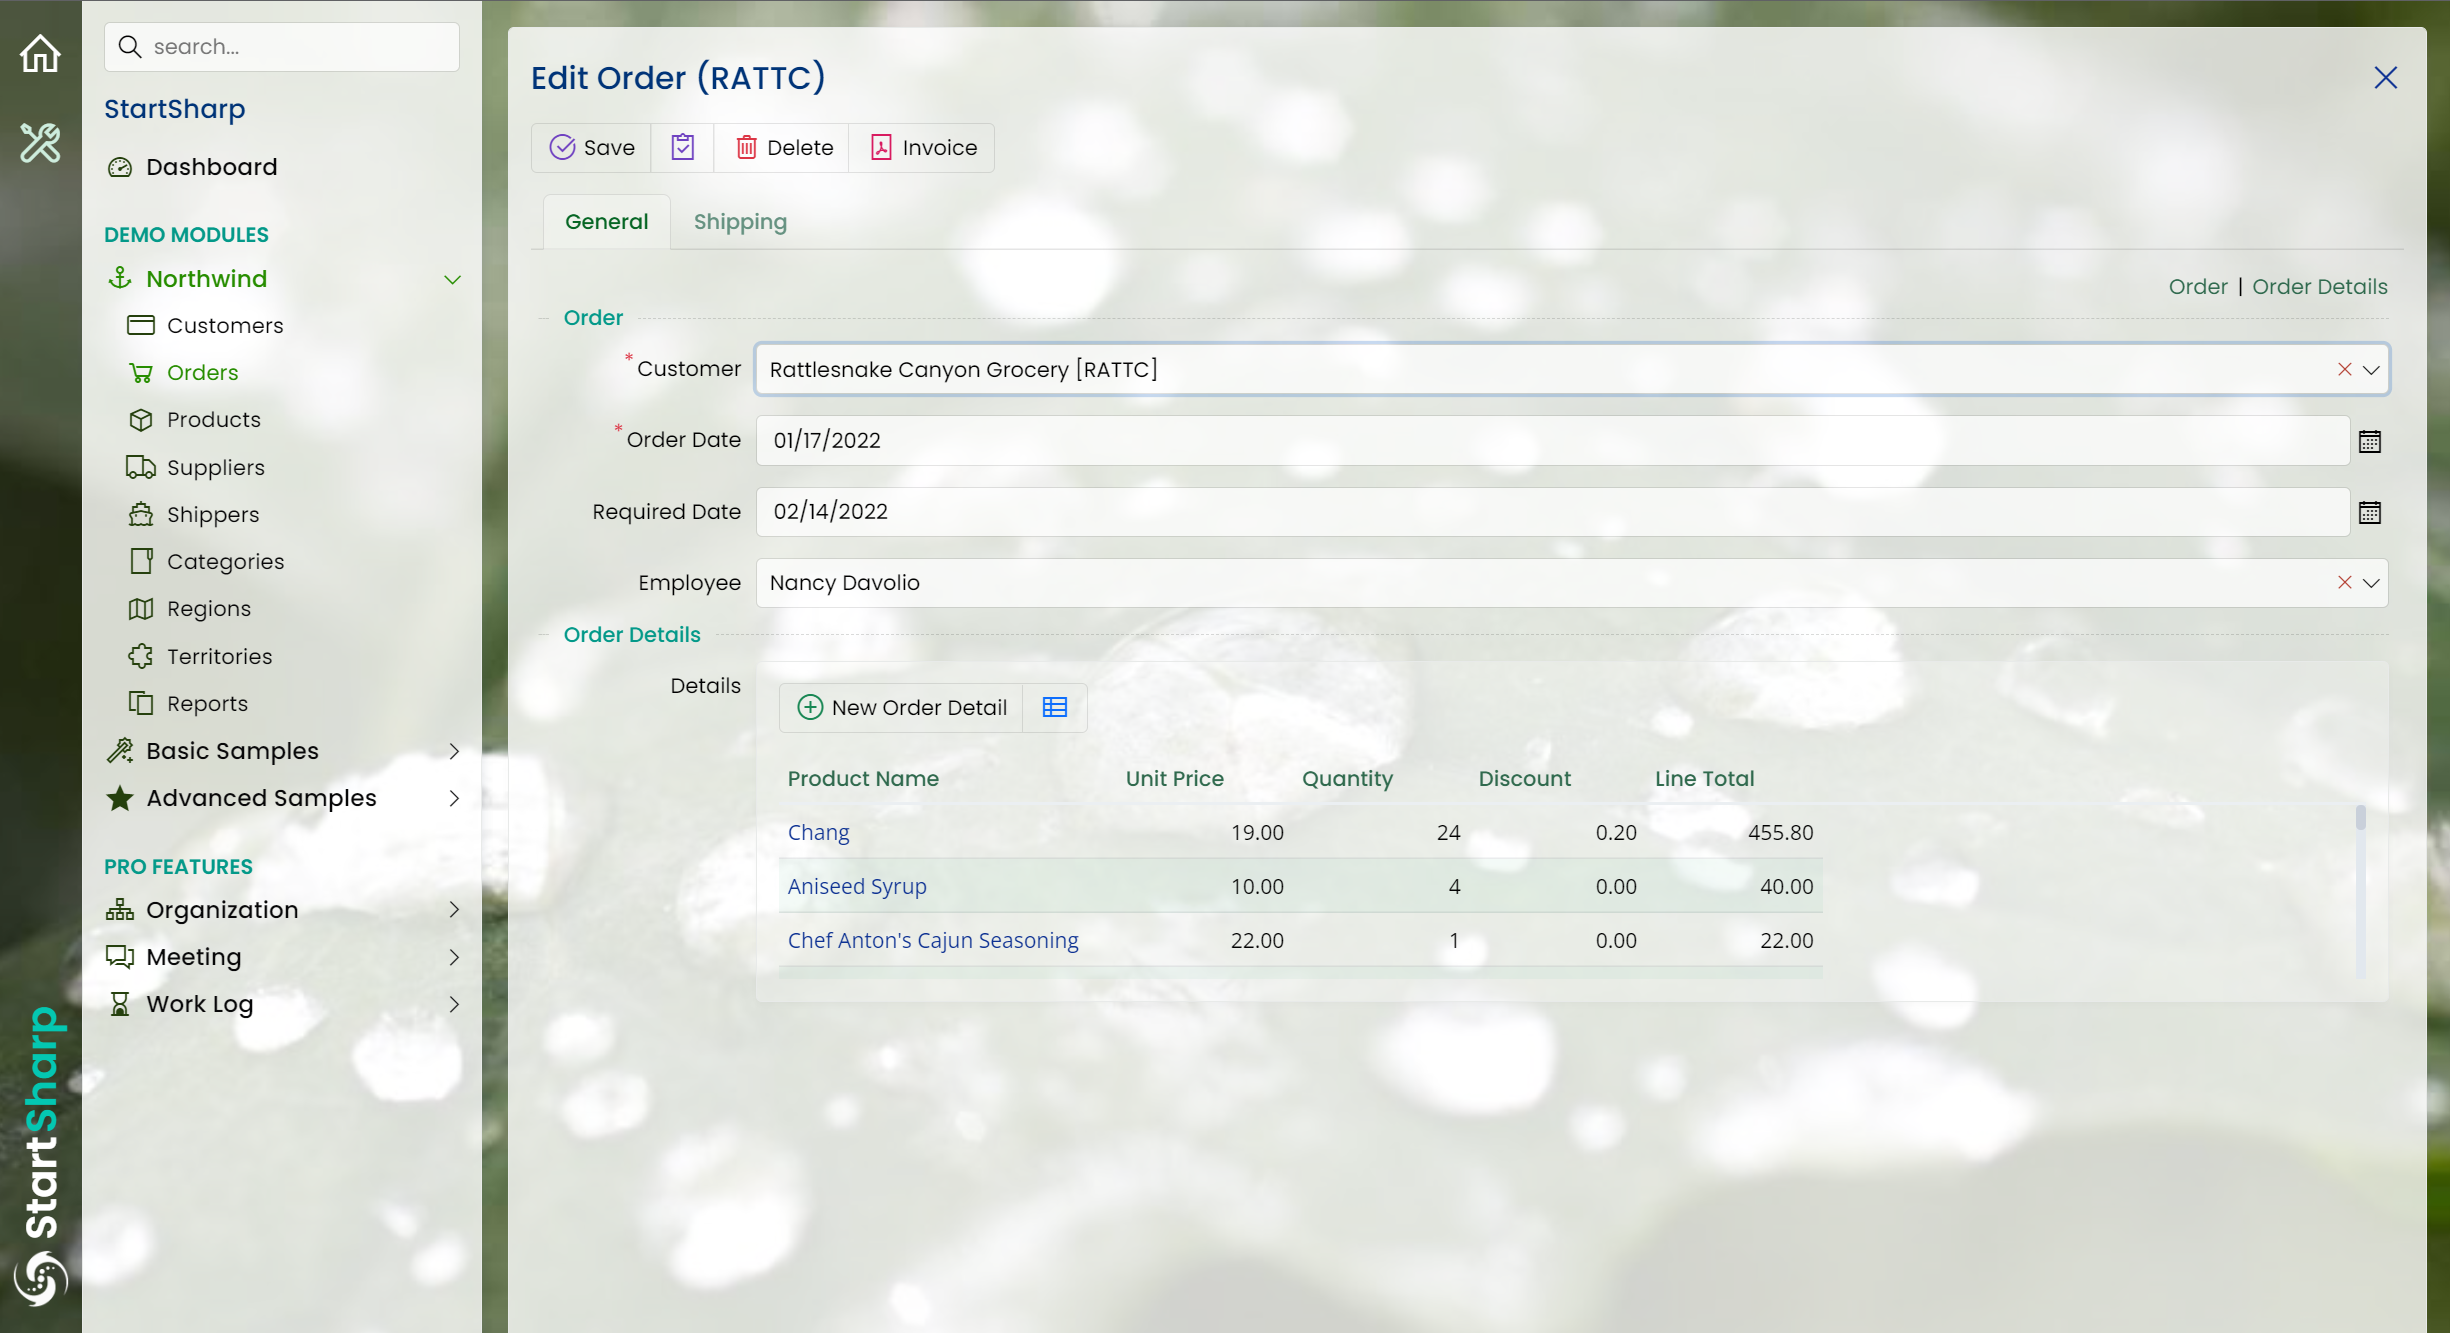 search...
StartSharp
Dashboard
DEMO MODULES
Northwind
Customers
Orders
Products
Suppliers
Shippers
Categories
Regions
Territories
Reports
Basic Samples
Advanced Samples
PRO FEATURES
Organization
Meeting
Work Log
StartSharp
Edit Order (RATTC)
Save Delete Invoice
General Shipping
Order | Order Details
Order
* Customer Rattlesnake Canyon Grocery [RATTC]
* Order Date 01/17/2022
Required Date 02/14/2022
Employee Nancy Davolio
Order Details
Details
New Order Detail
Product Name Unit Price Quantity Discount Line Total
Chang 19.00 24 0.20 455.80
Aniseed Syrup 10.00 4 0.00 40.00
Chef Anton's Cajun Seasoning 22.00 1 0.00 22.00